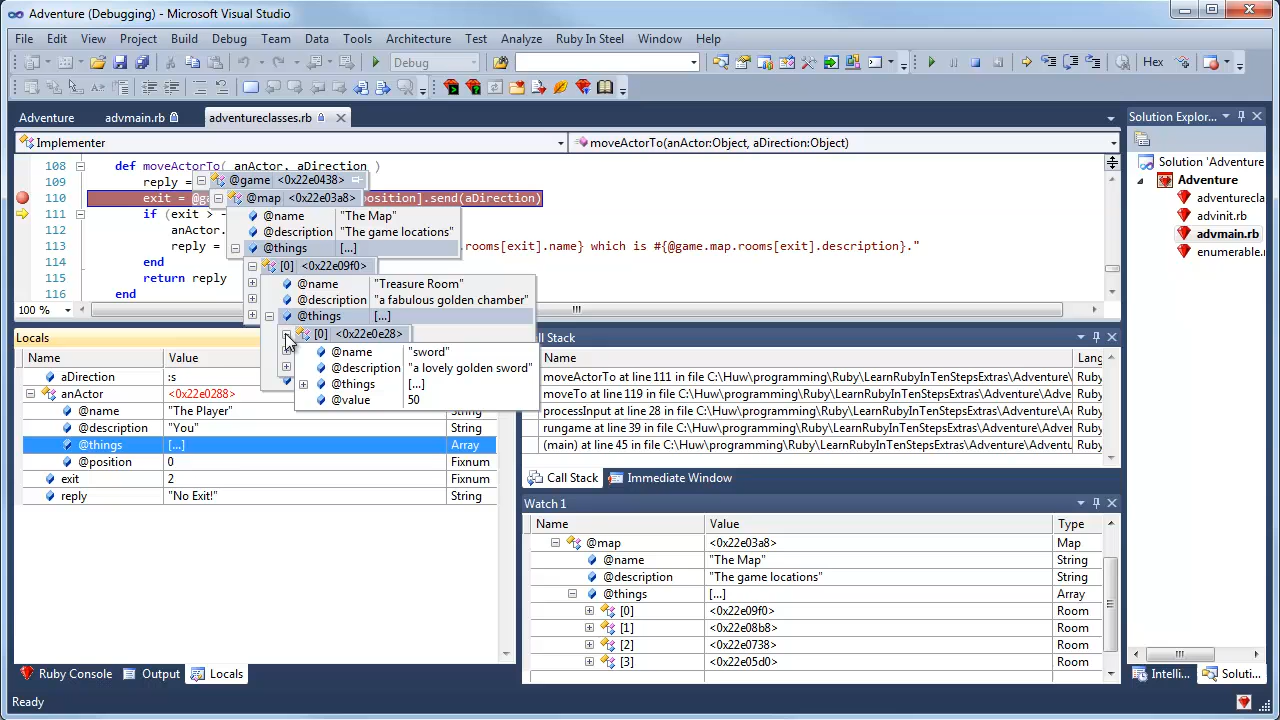 Adventure (Debugging) - Microsoft Visual Studio
File Edit View Project Build Debug Team Data Tools Architecture Test Analyze Ruby In Steel Window Help
Debug
Hex
Adventure advmain.rb adventureclasses.rb
Solution Explor...
Implementer moveActorTo(anActor:Object, aDirection:Object)
108 def moveActorTo( anActor, aDirection )
109 reply =
@game <0x22e0438>
110 exit = @ga
@map <0x22e03a8>
position].send(aDirection)
111 if (exit > -
@name "The Map"
112 anActor.
@description "The game locations"
113 reply =
@things [...]
.rooms[exit].name} which is #{@game.map.rooms[exit].description}."
114 end
[0] <0x22e09f0>
115 return reply
@name "Treasure Room"
116 end
@description "a fabulous golden chamber"
@things [...]
100 %
[0] <0x22e0e28>
@name "sword"
@description "a lovely golden sword"
@things [...]
@value 50
Solution 'Adventure
Adventure
adventurecla
advinit.rb
advmain.rb
enumerable.r
Locals
Name Value
aDirection :s
anActor <0x22e0288>
@name "The Player" String
@description "You" String
@things [...] Array
@position 0 Fixnum
exit 2 Fixnum
reply "No Exit!" String
Call Stack
Name Lang
moveActorTo at line 111 in file C:\Huw\programming\Ruby\LearnRubyInTenStepsExtras\Adventure\Adventu Ruby
moveTo at line 119 in file C:\Huw\programming\Ruby\LearnRubyInTenStepsExtras\Adventure\Adventure\ac Ruby
processInput at line 28 in file C:\Huw\programming\Ruby\LearnRubyInTenStepsExtras\Adventure\Adventur Ruby
rungame at line 39 in file C:\Huw\programming\Ruby\LearnRubyInTenStepsExtras\Adventure\Adventure\a Ruby
(main) at line 45 in file C:\Huw\programming\Ruby\LearnRubyInTenStepsExtras\Adventure\Adventure\adv Ruby
Call Stack Immediate Window
Watch 1
Name Value Type
@map <0x22e03a8> Map
@name "The Map" String
@description "The game locations" String
@things [...] Array
[0] <0x22e09f0> Room
[1] <0x22e08b8> Room
[2] <0x22e0738> Room
[3] <0x22e05d0> Room
Ruby Console Output Locals
Intelli... Soluti...
Ready